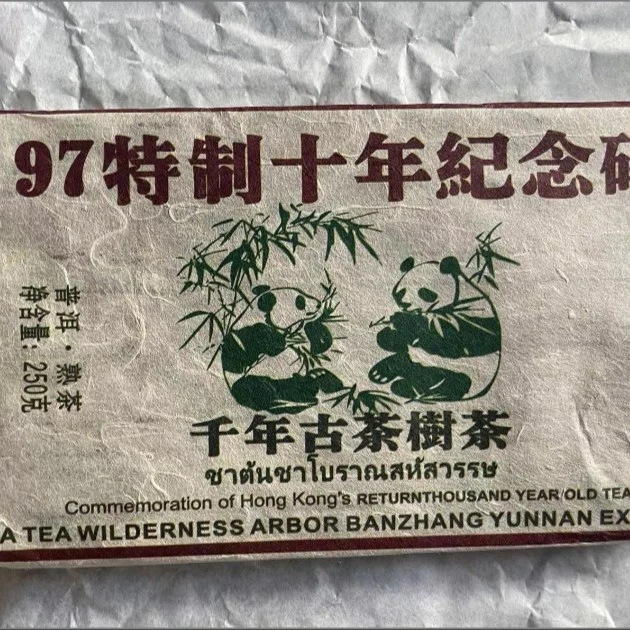 97特制十年紀念砖
普洱·熟茶
净含量:250克
千年古茶樹茶
ชาต้นชาโบราณสหัสวรรษ
Commemoration of Hong Kong's RETURNTHOUSAND YEAR OLD TEA
A TEA WILDERNESS ARBOR BANZHANG YUNNAN EX